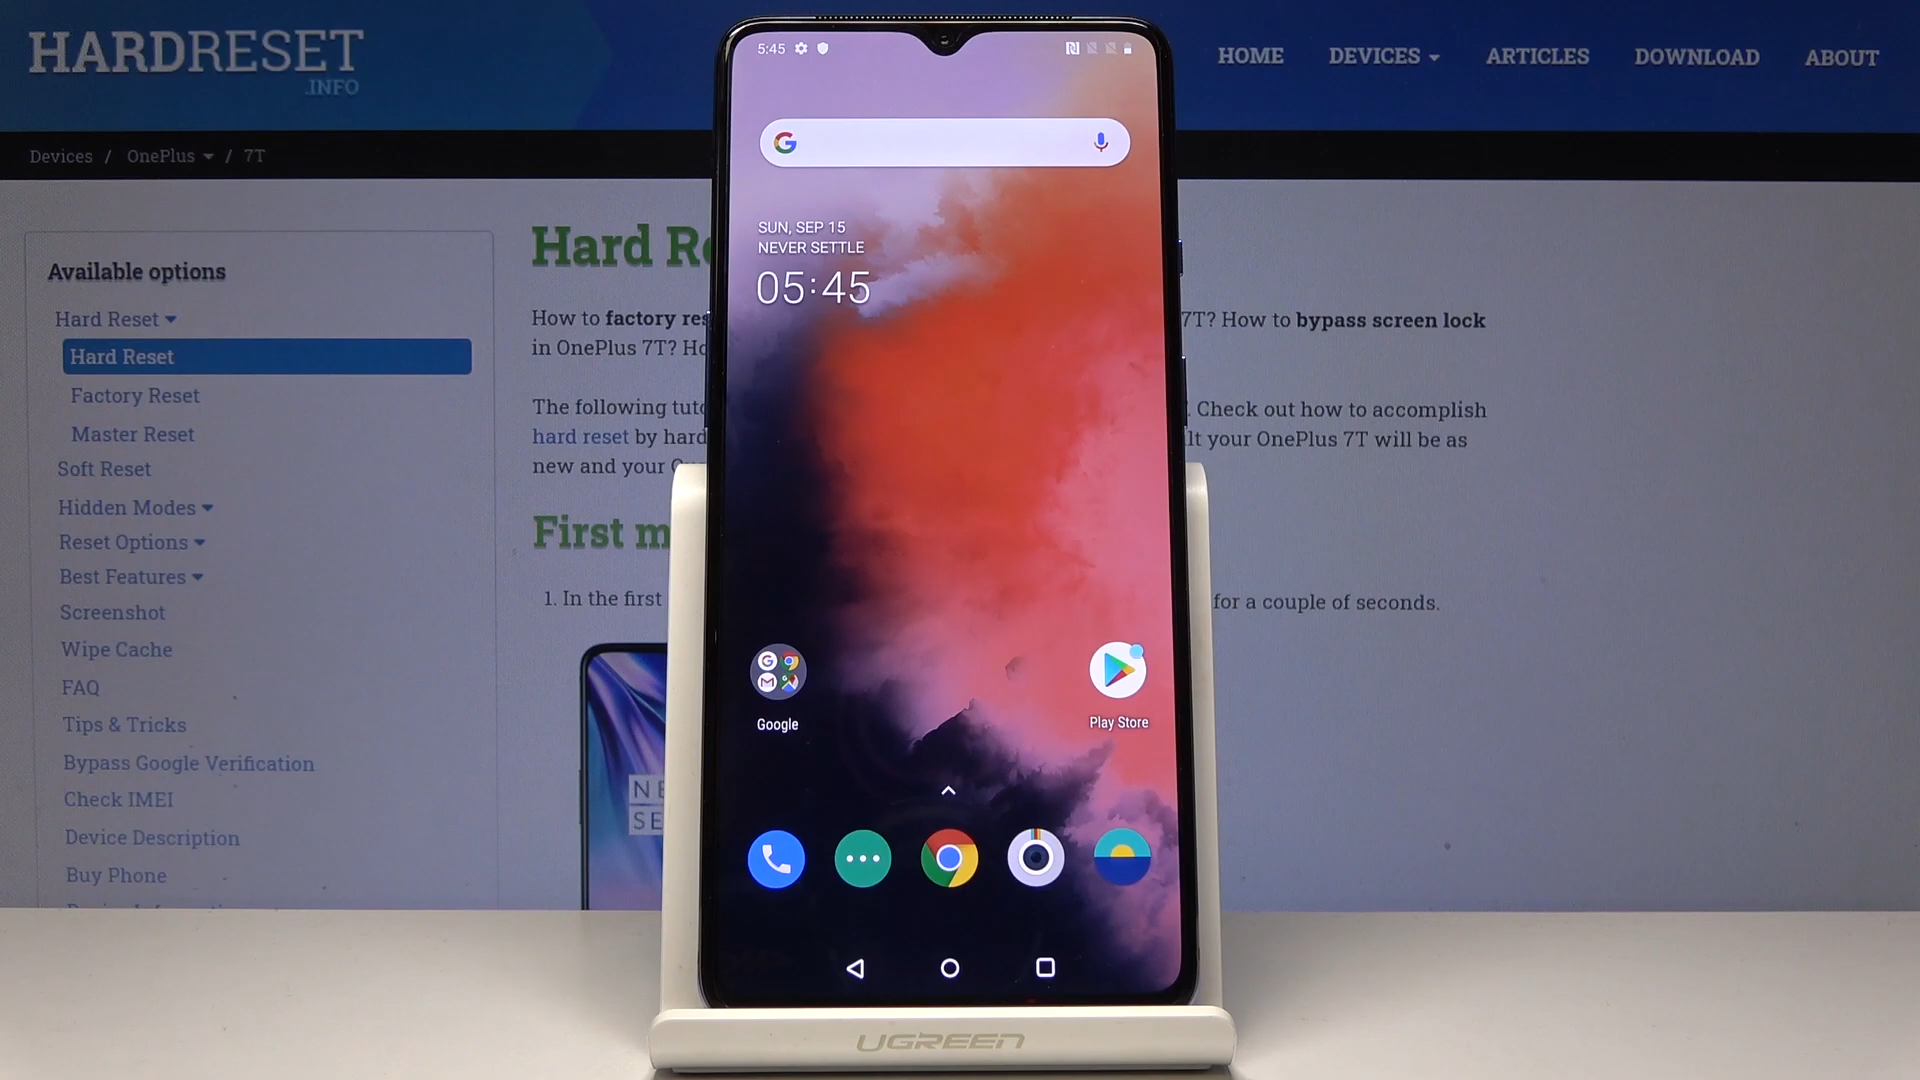 HARDRESET
.INFO
HOME DEVICES ARTICLES DOWNLOAD ABOUT
Devices / OnePlus / 7T
Available options
Hard Reset
Hard Reset
Factory Reset
Master Reset
Soft Reset
Hidden Modes
Reset Options
Best Features
Screenshot
Wipe Cache
FAQ
Tips & Tricks
Bypass Google Verification
Check IMEI
Device Description
Buy Phone
Hard
How to factory 7T? How to bypass screen lock
in OnePlus 7T?
The following Check out how to accomplish
hard reset by your OnePlus 7T will be as
new and your
First
1. In the first for a couple of seconds.
NE
SE
5:45
SUN, SEP 15
NEVER SETTLE
05:45
Google
Play Store
UGREEN